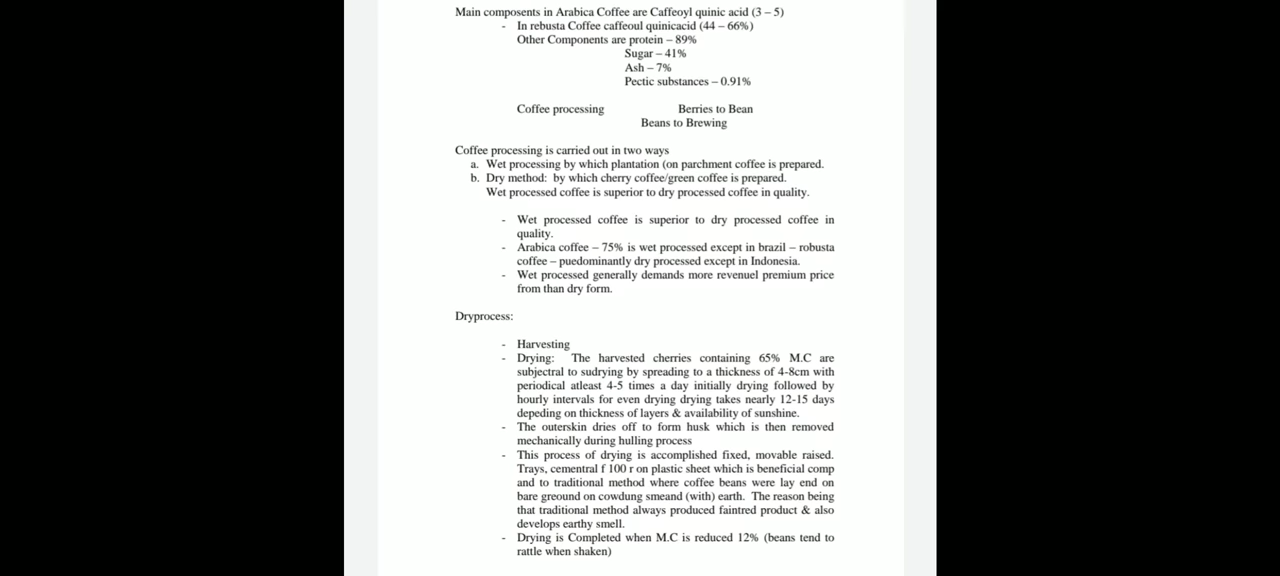 Main components in Arabica Coffee are Caffeoyl quinic acid (3 – 5)
- In rebusta Coffee caffeoul quinicacid (44 – 66%)
Other Components are protein – 89%
Sugar – 41%
Ash – 7%
Pectic substances – 0.91%
Coffee processing Berries to Bean
Beans to Brewing
Coffee processing is carried out in two ways
a. Wet processing by which plantation (on parchment coffee is prepared.
b. Dry method: by which cherry coffee/green coffee is prepared.
Wet processed coffee is superior to dry processed coffee in quality.
- Wet processed coffee is superior to dry processed coffee in
quality.
- Arabica coffee – 75% is wet processed except in brazil – robusta
coffee – puedominantly dry processed except in Indonesia.
- Wet processed generally demands more revenuel premium price
from than dry form.
Dryprocess:
- Harvesting
- Drying: The harvested cherries containing 65% M.C are
subjectral to sudrying by spreading to a thickness of 4-8cm with
periodical atleast 4-5 times a day initially drying followed by
hourly intervals for even drying drying takes nearly 12-15 days
depeding on thickness of layers & availability of sunshine.
- The outerskin dries off to form husk which is then removed
mechanically during hulling process
- This process of drying is accomplished fixed, movable raised.
Trays, cementral f 100 r on plastic sheet which is beneficial comp
and to traditional method where coffee beans were lay end on
bare greound on cowdung smeand (with) earth. The reason being
that traditional method always produced faintred product & also
develops earthy smell.
- Drying is Completed when M.C is reduced 12% (beans tend to
rattle when shaken)